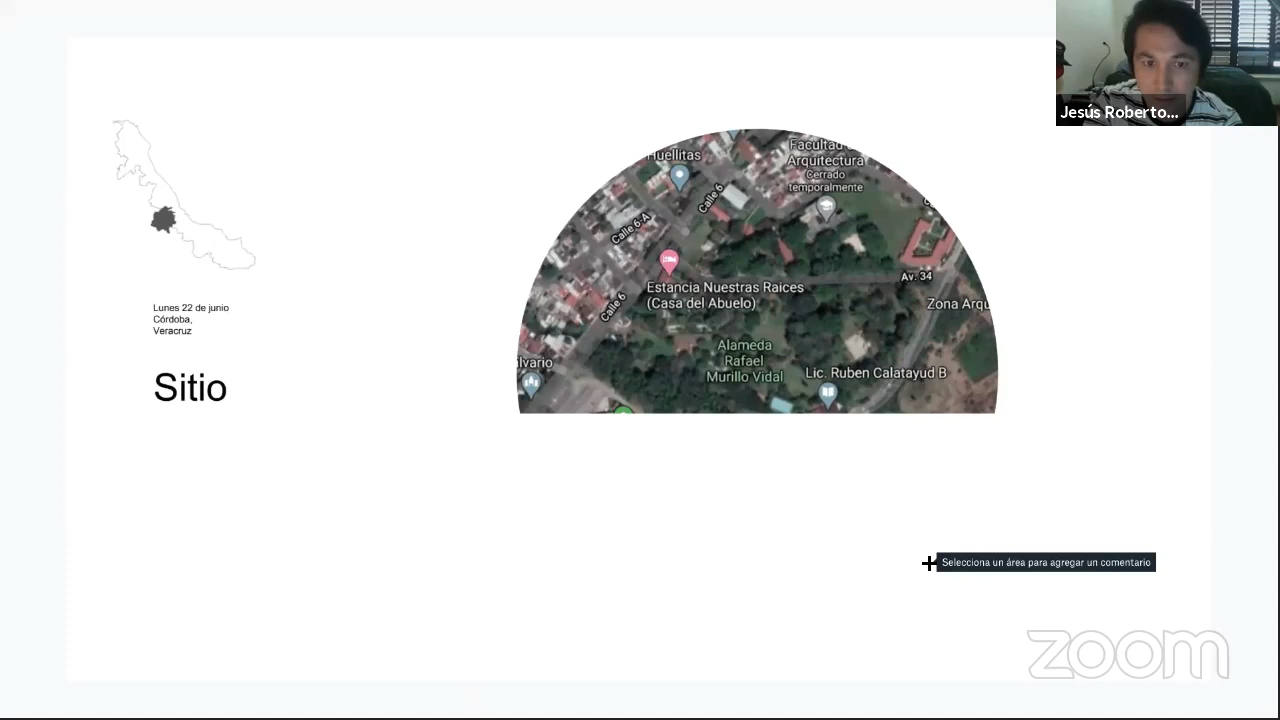 Jesús Roberto...
Huellitas
Facultad
Arquitectura
Cerrado
temporalmente
Calle 6
Calle 6-A
Av. 34
Estancia Nuestras Raices
(Casa del Abuelo)
Zona Arqu
Calle 6
Lunes 22 de junio
Córdoba,
Veracruz
Alameda
Rafael
Murillo Vidal
lvario
Lic. Ruben Calatayud B
Sitio
Selecciona un área para agregar un comentario
zoom